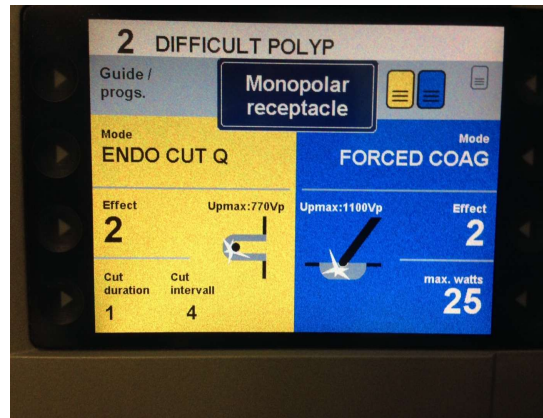 2 DIFFICULT POLYP
Guide /
progs.
Monopolar
receptacle
Mode
ENDO CUT Q
Effect
2
Upmax:770Vp
Cut
duration
1
Cut
intervall
4
Mode
FORCED COAG
Upmax:1100Vp
Effect
2
max. watts
25